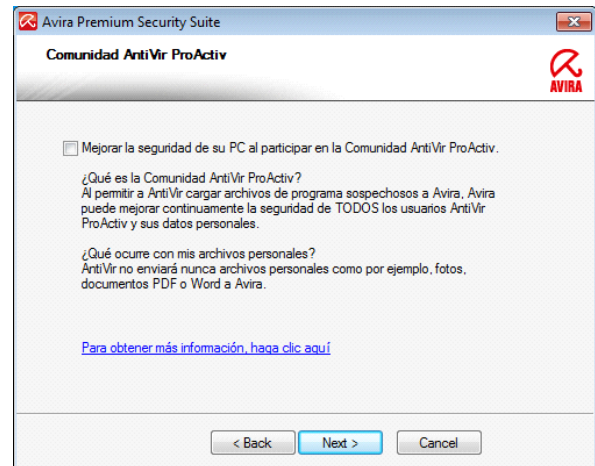 Avira Premium Security Suite
Comunidad AntiVir ProActiv
AVIRA
Mejorar la seguridad de su PC al participar en la Comunidad AntiVir ProActiv.
¿Qué es la Comunidad AntiVir ProActiv?
Al permitir a AntiVir cargar archivos de programa sospechosos a Avira, Avira
puede mejorar continuamente la seguridad de TODOS los usuarios AntiVir
ProActiv y sus datos personales.
¿Qué ocurre con mis archivos personales?
AntiVir no enviará nunca archivos personales como por ejemplo, fotos,
documentos PDF o Word a Avira.
Para obtener más información, haga clic aquí
< Back Next > Cancel